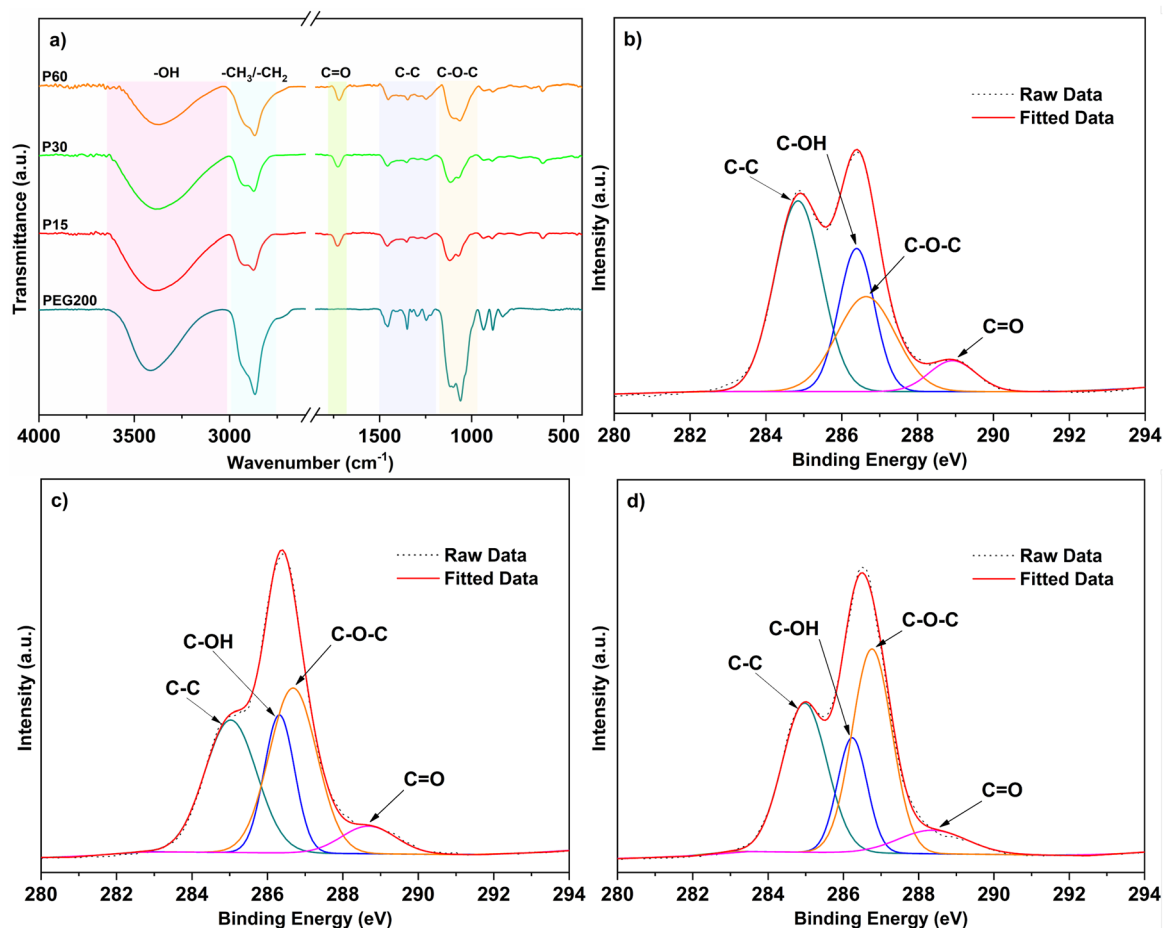 a)
-OH
-CH3/-CH2
C=O
C-C
C-O-C
P60
P30
P15
PEG200
Transmittance (a.u.)
4000
3500
3000
1500
1000
500
Wavenumber (cm-1)
b)
Raw Data
Fitted Data
C-OH
C-C
C-O-C
C=O
Intensity (a.u.)
280
282
284
286
288
290
292
294
Binding Energy (eV)
c)
Raw Data
Fitted Data
C-OH
C-O-C
C-C
C=O
Intensity (a.u.)
280
282
284
286
288
290
292
294
Binding Energy (eV)
d)
Raw Data
Fitted Data
C-O-C
C-OH
C-C
C=O
Intensity (a.u.)
280
282
284
286
288
290
292
294
Binding Energy (eV)